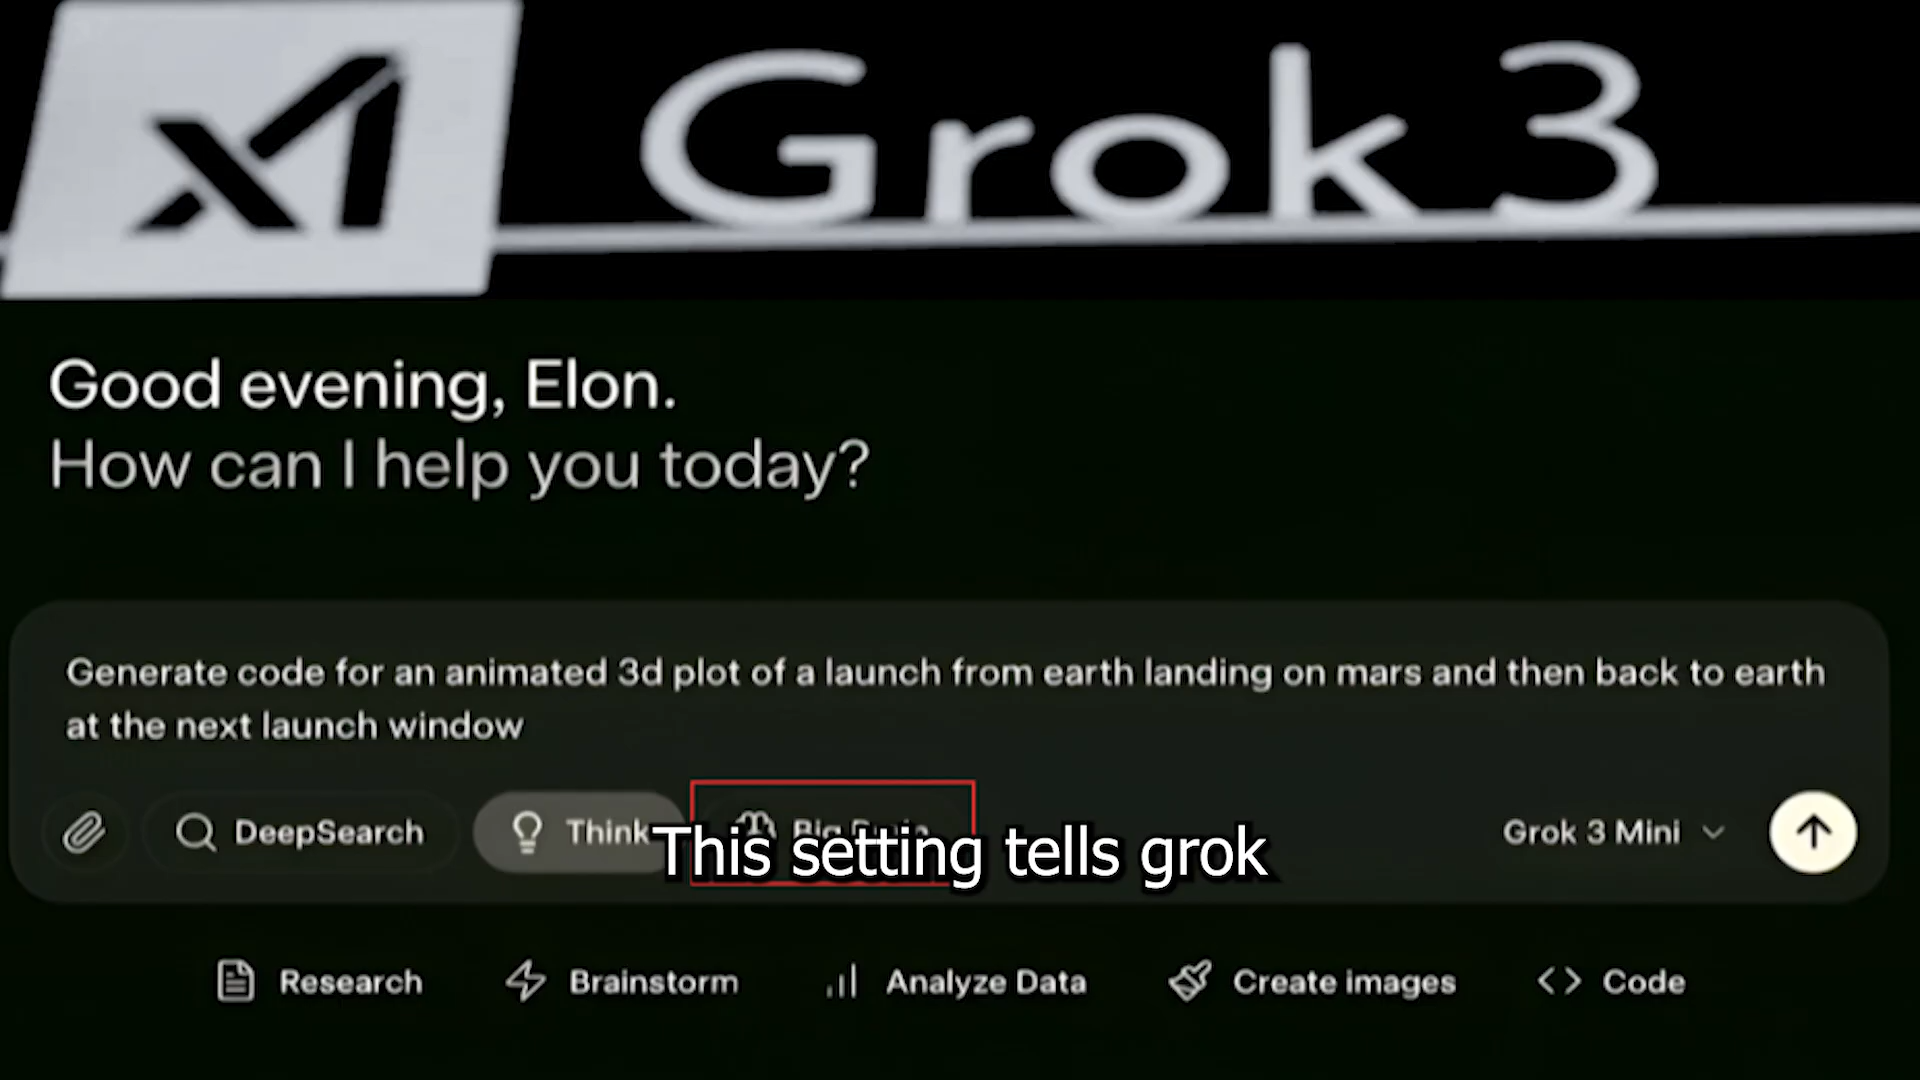 xAI Grok 3
Good evening, Elon.
How can I help you today?
Generate code for an animated 3d plot of a launch from earth landing on mars and then back to earth
at the next launch window
DeepSearch Think Big Grok 3 Mini
This setting tells grok
Research Brainstorm Analyze Data Create images Code